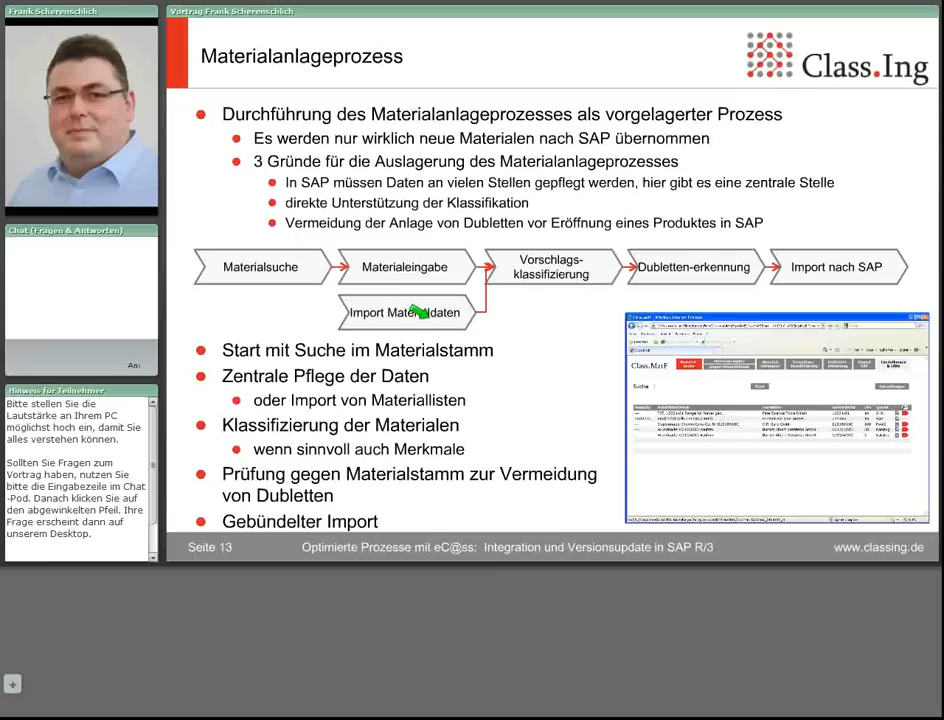 Frank Scherenschlich
Vortrag Frank Scherenschlich
Materialanlageprozess
Class.Ing
Durchführung des Materialanlageprozesses als vorgelagerter Prozess
Es werden nur wirklich neue Materialen nach SAP übernommen
3 Gründe für die Auslagerung des Materialanlageprozesses
In SAP müssen Daten an vielen Stellen gepflegt werden, hier gibt es eine zentrale Stelle
direkte Unterstützung der Klassifikation
Vermeidung der Anlage von Dubletten vor Eröffnung eines Produktes in SAP
Chat (Fragen & Antworten)
An:
Materialsuche
Materialeingabe
Vorschlags-
klassifizierung
Dubletten-erkennung
Import nach SAP
Import Materialdaten
Start mit Suche im Materialstamm
Zentrale Pflege der Daten
oder Import von Materiallisten
Klassifizierung der Materialen
wenn sinnvoll auch Merkmale
Prüfung gegen Materialstamm zur Vermeidung
von Dubletten
Gebündelter Import
Class.Mat
Suche
Hinweis für Teilnehmer
Bitte stellen Sie die
Lautstärke an Ihrem PC
möglichst hoch ein, damit Sie
alles verstehen können.
Sollten Sie Fragen zum
Vortrag haben, nutzen Sie
bitte die Eingabezeile im Chat
-Pod. Danach klicken Sie auf
den abgewinkelten Pfeil. Ihre
Frage erscheint dann auf
unserem Desktop.
Seite 13
Optimierte Prozesse mit eC@ss: Integration und Versionsupdate in SAP R/3
www.classing.de